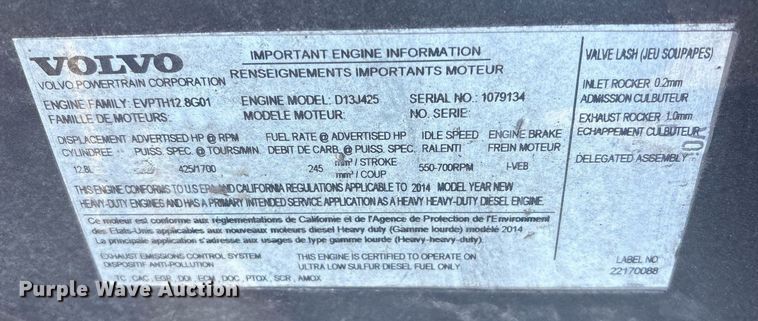 VOLVO
VOLVO POWERTRAIN CORPORATION
IMPORTANT ENGINE INFORMATION
RENSEIGNEMENTS IMPORTANTS MOTEUR
ENGINE FAMILY: EVPTH12.8G01 ENGINE MODEL: D13J425 SERIAL NO: 1079134
FAMILLE DE MOTEURS: MODELE MOTEUR: NO. SERIE:
DISPLACEMENT ADVERTISED HP @ RPM FUEL RATE @ ADVERTISED HP IDLE SPEED ENGINE BRAKE
CYLINDREE PUISS. SPEC. @ TOURS/MIN. DEBIT DE CARB. @ PUISS. SPEC. RALENTI FREIN MOTEUR
12.8L 425/1700 245 mm³/ STROKE 550-700RPM I-VEB
mm³ / COUP
THIS ENGINE CONFORMS TO U.S EPA AND CALIFORNIA REGULATIONS APPLICABLE TO 2014 MODEL YEAR NEW
HEAVY-DUTY ENGINES AND HAS A PRIMARY INTENDED SERVICE APPLICATION AS A HEAVY HEAVY-DUTY DIESEL ENGINE.
Ce moteur est conforme aux règlementations de Californie et de l'Agence de Protection de l'Environment
des Etats-Unis applicables aux nouveaux moteurs diesel Heavy duty (Gamme lourde) modèle 2014
La principale application s'adresse aux usages de type gamme lourde (Heavy-heavy-duty).
EXHAUST EMISSIONS CONTROL SYSTEM THIS ENGINE IS CERTIFIED TO OPERATE ON
DISPOSITIF ANTI-POLLUTION ULTRA LOW SULFUR DIESEL FUEL ONLY
TC, CAC, EGR, DDI, ECM, DOC, PTOX, SCR, AMOX
VALVE LASH (JEU SOUPAPES)
INLET ROCKER 0.2mm
ADMISSION CULBUTEUR
EXHAUST ROCKER 1.0mm
ECHAPPEMENT CULBUTEUR
DELEGATED ASSEMBLY
LABEL NO
22170088
Purple Wave Auction